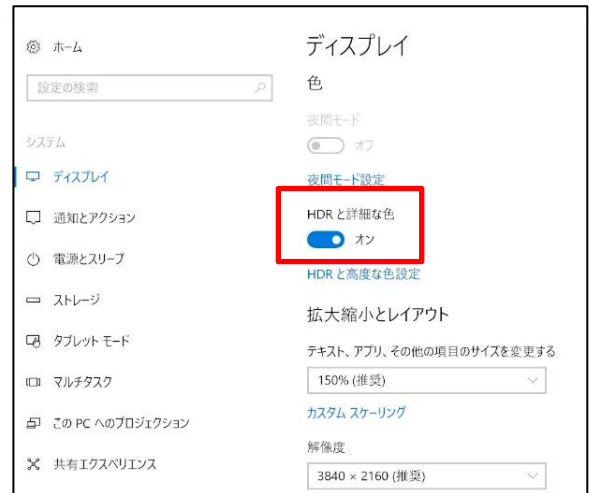 ホーム
設定の検索
システム
ディスプレイ
通知とアクション
電源とスリープ
ストレージ
タブレット モード
マルチタスク
この PC へのプロジェクション
共有エクスペリエンス
ディスプレイ
色
夜間モード
オフ
夜間モード設定
HDR と詳細な色
オン
HDR と高度な色設定
拡大縮小とレイアウト
テキスト、アプリ、その他の項目のサイズを変更する
150% (推奨)
カスタム スケーリング
解像度
3840 × 2160 (推奨)